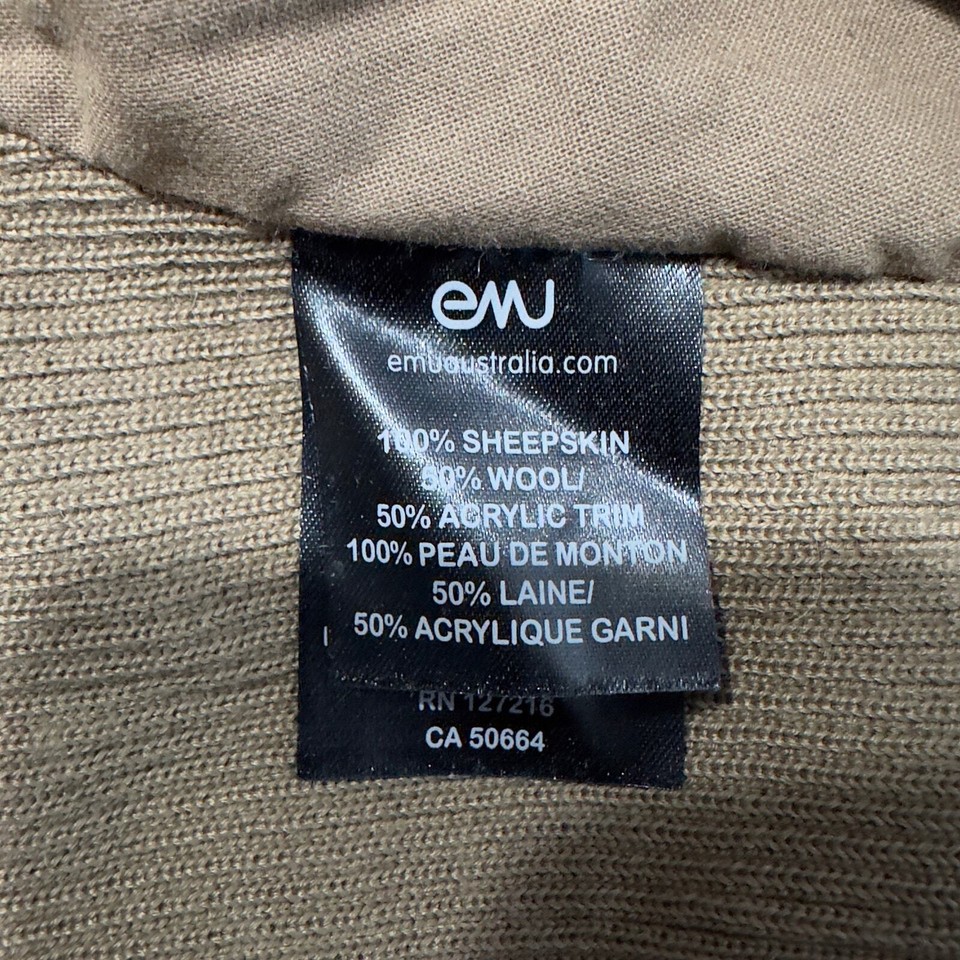 emu
emuaustralia.com
100% SHEEPSKIN
50% WOOL/
50% ACRYLIC TRIM
100% PEAU DE MONTON
50% LAINE/
50% ACRYLIQUE GARNI
RN 127216
CA 50664